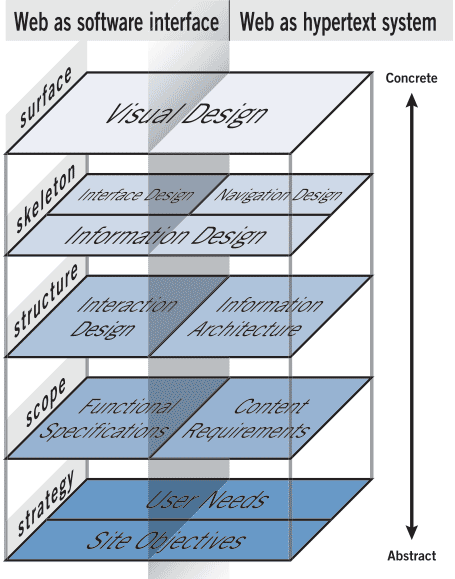 Web as software interface
Web as hypertext system
Concrete
surface
Visual Design
skeleton
Interface Design
Navigation Design
Information Design
structure
Interaction
Design
Information
Architecture
scope
Functional
Specifications
Content
Requirements
strategy
User Needs
Site Objectives
Abstract